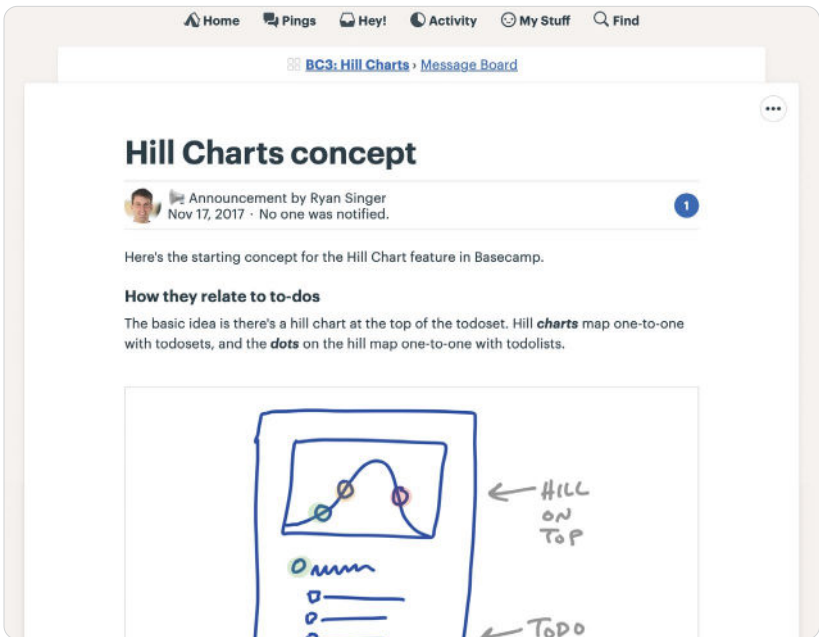 Home Pings Hey! Activity My Stuff Find
BC3: Hill Charts › Message Board
Hill Charts concept
Announcement by Ryan Singer
Nov 17, 2017 · No one was notified.
1
Here's the starting concept for the Hill Chart feature in Basecamp.
How they relate to to-dos
The basic idea is there's a hill chart at the top of the todoset. Hill charts map one-to-one
with todosets, and the dots on the hill map one-to-one with todolists.
HILL
ON
TOP
TODO